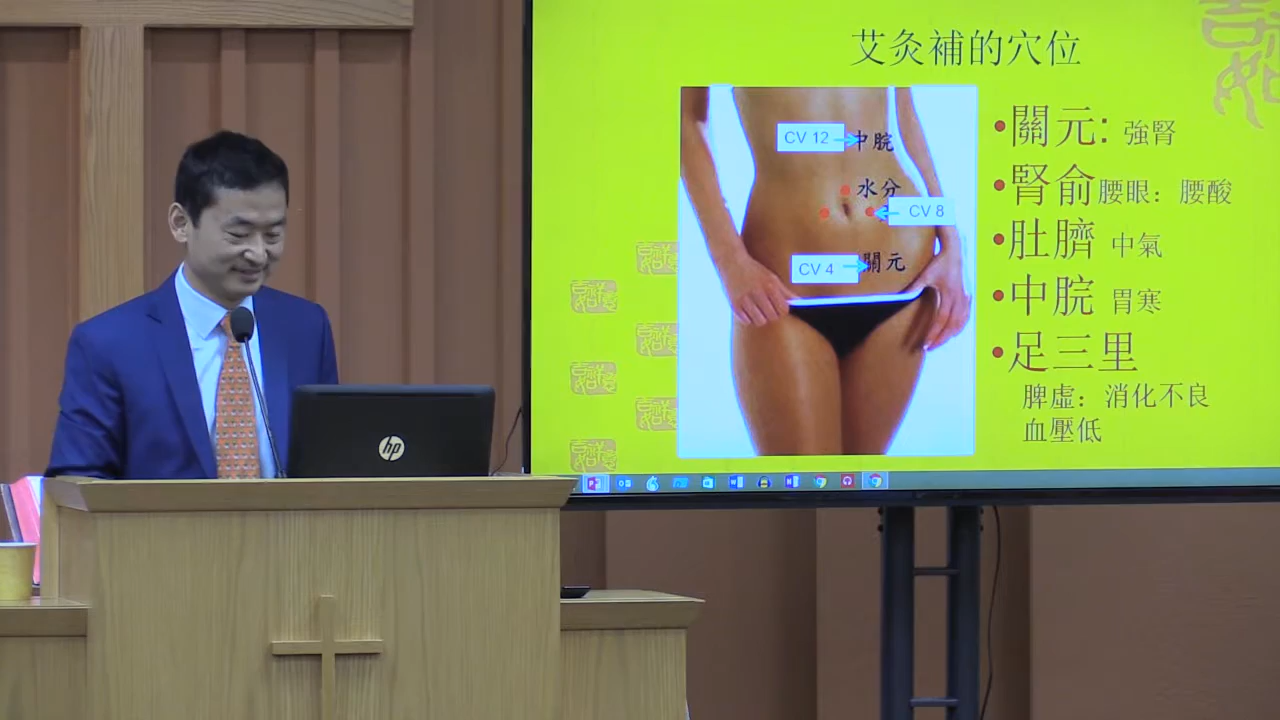 艾灸補的穴位
CV 12
中脘
水分
CV 8
CV 4
關元
•關元: 強腎
•腎俞腰眼：腰酸
•肚臍 中氣
•中脘 胃寒
•足三里
脾虛：消化不良
血壓低
hp